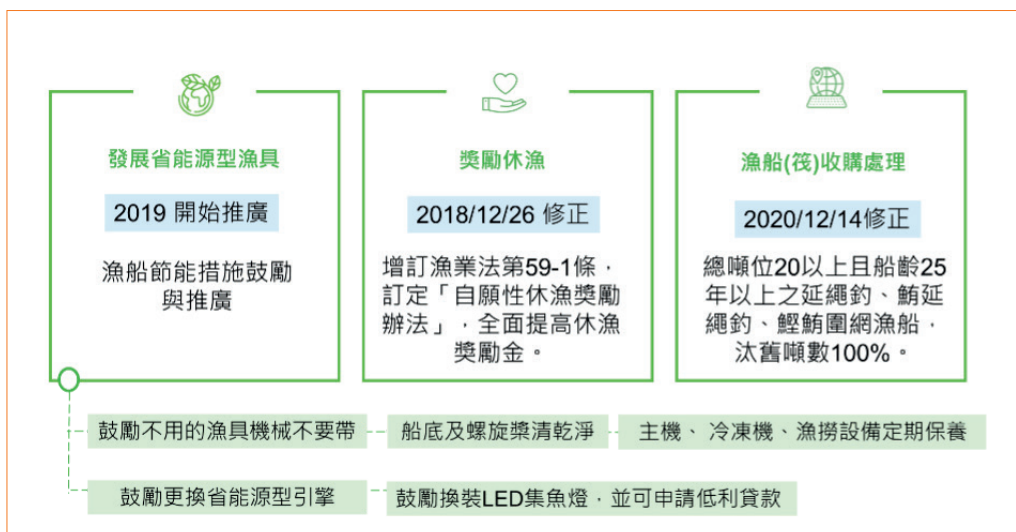 發展省能源型漁具
2019 開始推廣
漁船節能措施鼓勵
與推廣
獎勵休漁
2018/12/26 修正
增訂漁業法第59-1條，
訂定「自願性休漁獎勵
辦法」，全面提高休漁
獎勵金。
漁船(筏)收購處理
2020/12/14修正
總噸位20以上且船齡25
年以上之延繩釣、鮪延
繩釣、鰹鮪圍網漁船，
汰舊噸數100%。
鼓勵不用的漁具機械不要帶
船底及螺旋槳清乾淨
主機、 冷凍機、漁撈設備定期保養
鼓勵更換省能源型引擎
鼓勵換裝LED集魚燈，並可申請低利貸款